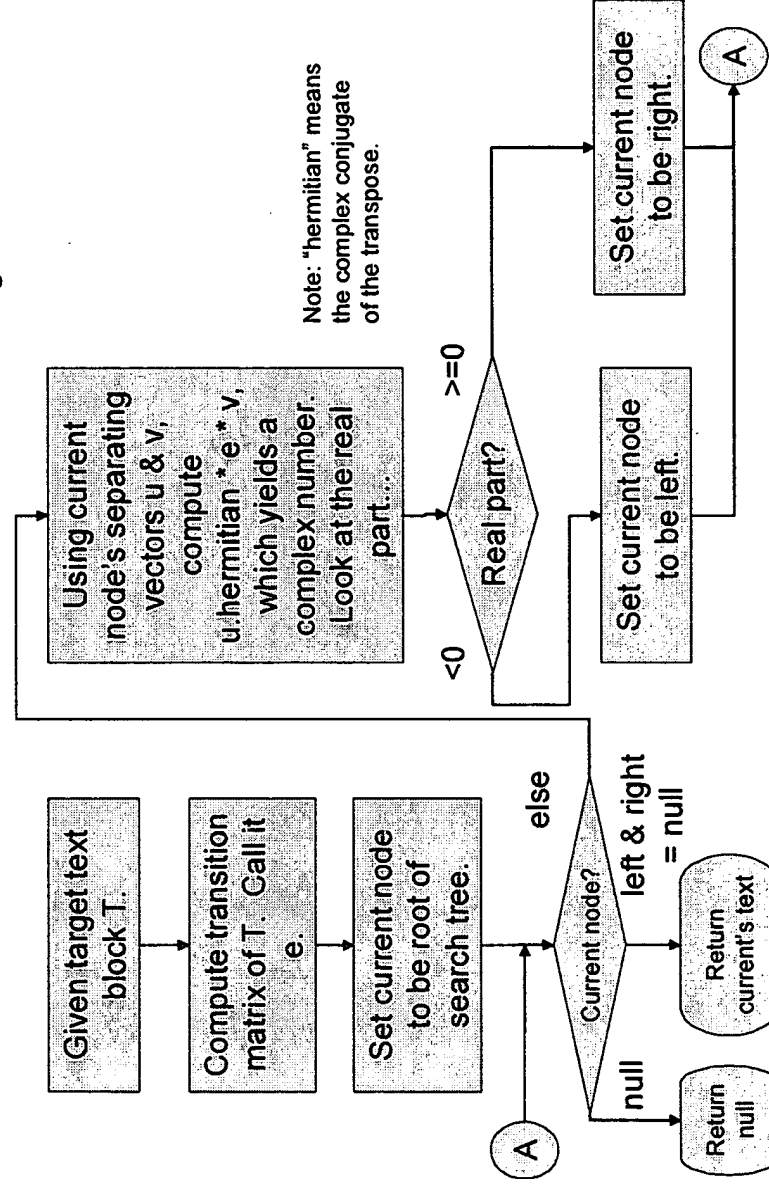 Given target text
block T.
Compute transition
matrix of T. Call it
e.
Set current node
to be root of
search tree.
A
Current node?
null
left & right
= null
else
Return
null
Return
current's text
Using current
node's separating
vectors u & v,
compute
u.hermitian * e * v,
which yields a
complex number.
Look at the real
part....
Real part?
<0
>=0
Set current node
to be left.
Set current node
to be right.
A
Note: "hermitian" means
the complex conjugate
of the transpose.